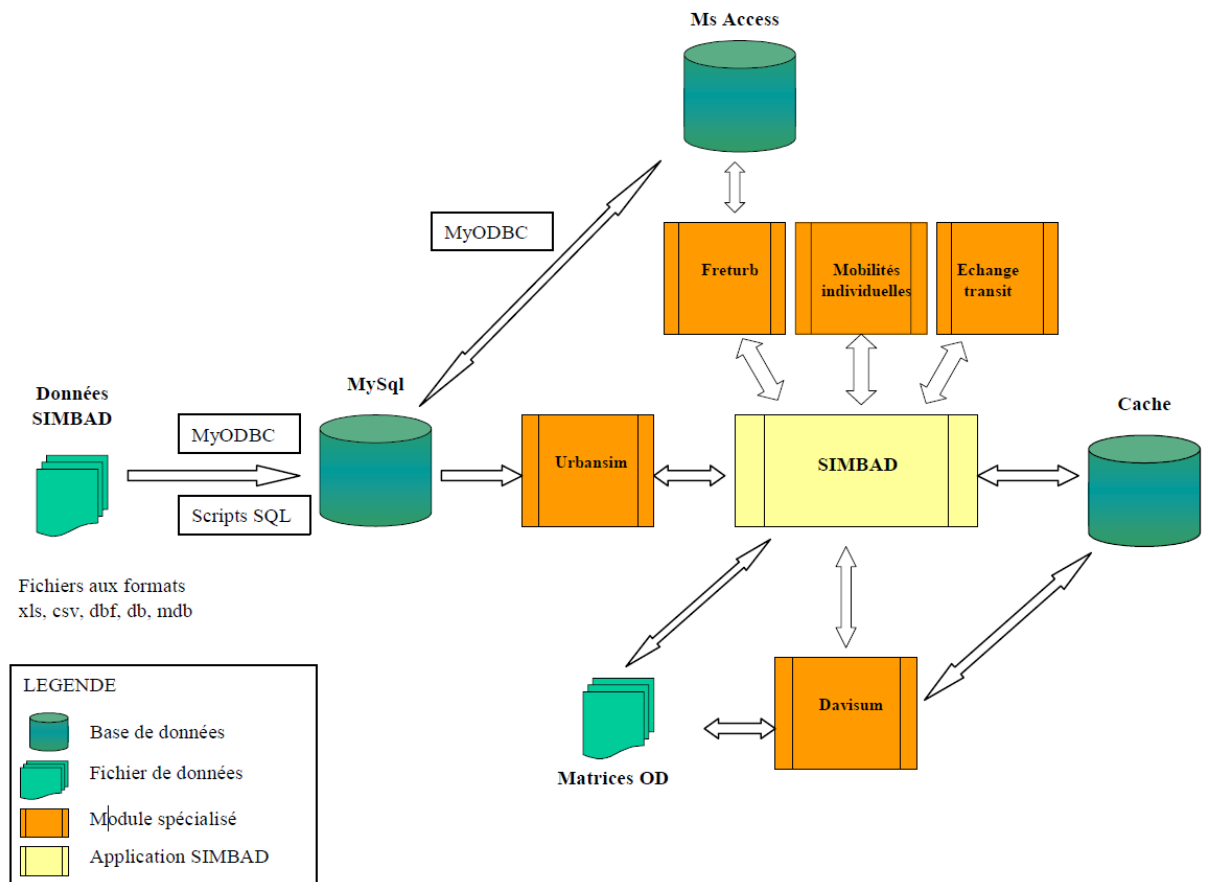 Ms Access
MyODBC
Freturb
Mobilités
individuelles
Echange
transit
Données
SIMBAD
MySql
Cache
MyODBC
Scripts SQL
Urbansim
SIMBAD
Fichiers aux formats
xls, csv, dbf, db, mdb
Davisum
Matrices OD
LEGENDE
Base de données
Fichier de données
Module spécialisé
Application SIMBAD